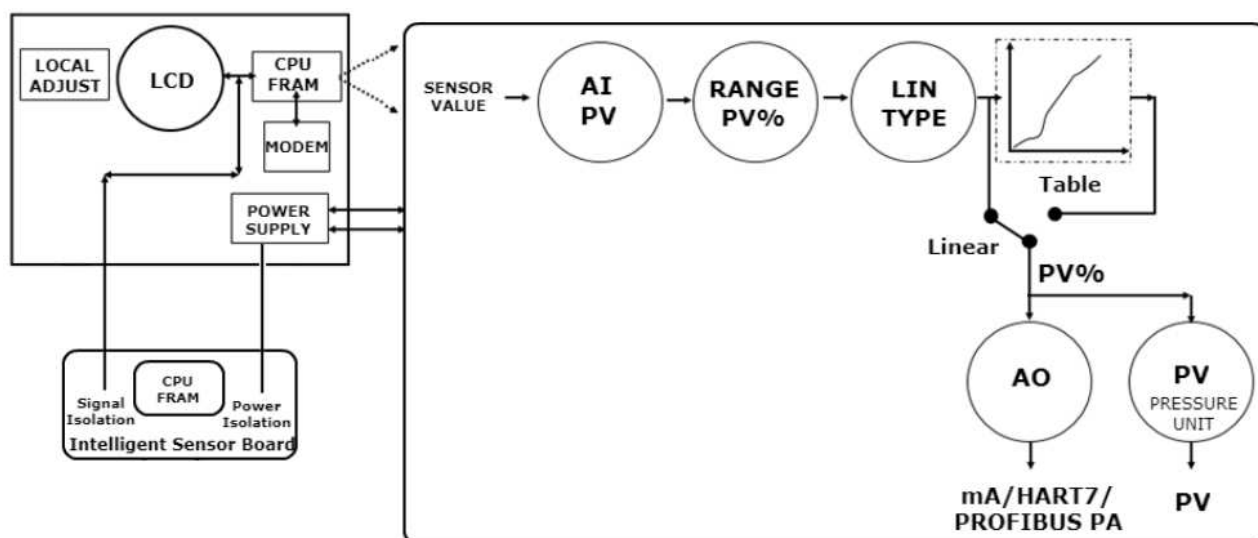 LOCAL
ADJUST
LCD
CPU
FRAM
MODEM
POWER
SUPPLY
CPU
FRAM
Signal
Isolation
Power
Isolation
Intelligent Sensor Board
SENSOR
VALUE
AI
PV
RANGE
PV%
LIN
TYPE
Table
Linear
PV%
AO
PV
PRESSURE
UNIT
mA/HART7/
PROFIBUS PA
PV